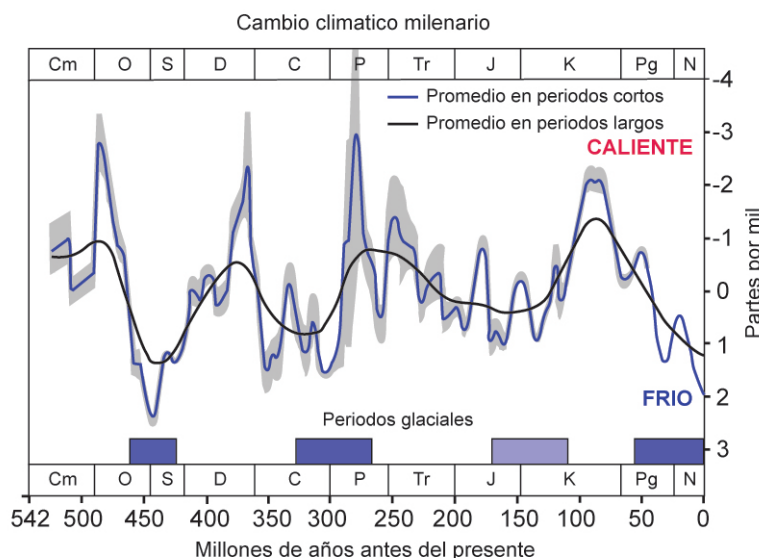 Cambio climatico milenario
Cm O S D C P Tr J K Pg N
Promedio en periodos cortos
Promedio en periodos largos
CALIENTE
-4
-3
-2
-1
0
1
2
3
Partes por mil
FRIO
Periodos glaciales
Cm O S D C P Tr J K Pg N
542 500 450 400 350 300 250 200 150 100 50 0
Millones de años antes del presente